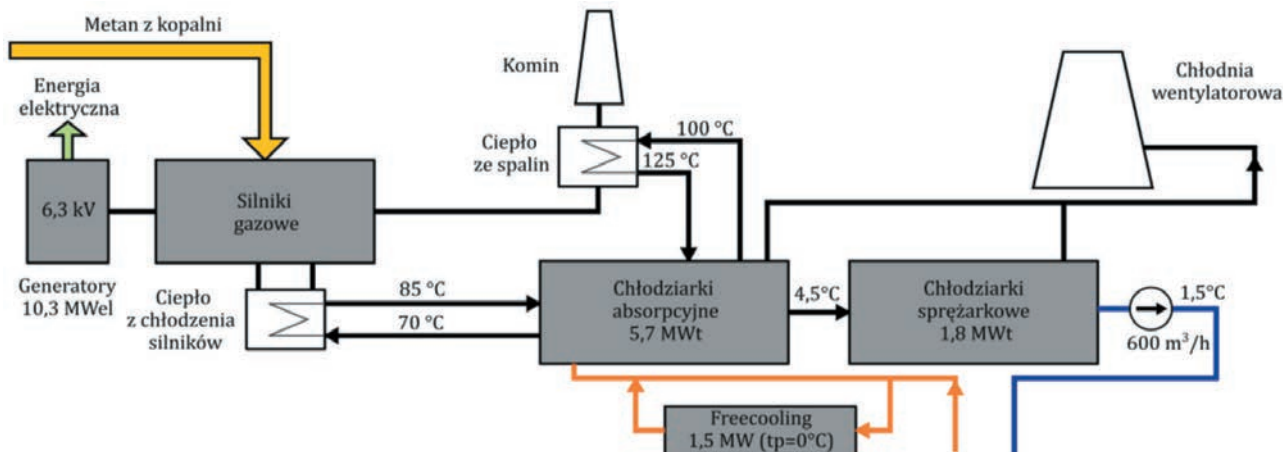 Metan z kopalni
Energia
elektryczna
6,3 kV
Generatory
10,3 MWel
Silniki
gazowe
Ciepło
z chłodzenia
silników
85 °C
70 °C
Komin
Ciepło
ze spalin
100 °C
125 °C
Chłodziarki
absorpcyjne
5,7 MWt
4,5°C
Chłodziarki
sprężarkowe
1,8 MWt
Chłodnia
wentylatorowa
1,5°C
600 m³/h
Freecooling
1,5 MW (tp=0°C)